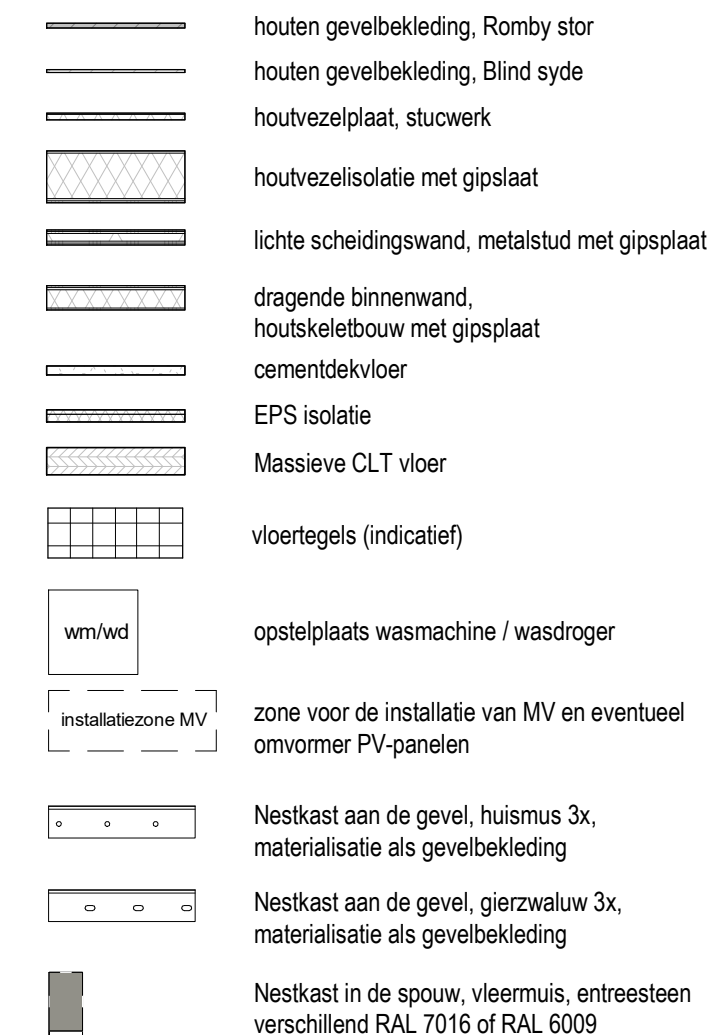 houten gevelbekleding, Romby stor
houten gevelbekleding, Blind syde
houtvezelplaat, stucwerk
houtvezelisolatie met gipslaat
lichte scheidingswand, metalstud met gipsplaat
dragende binnenwand,
houtskeletbouw met gipsplaat
cementdekvloer
EPS isolatie
Massieve CLT vloer
vloertegels (indicatief)
wm/wd
opstelplaats wasmachine / wasdroger
installatiezone MV
zone voor de installatie van MV en eventueel
omvormer PV-panelen
Nestkast aan de gevel, huismus 3x,
materialisatie als gevelbekleding
Nestkast aan de gevel, gierzwaluw 3x,
materialisatie als gevelbekleding
Nestkast in de spouw, vleermuis, entreesteen
verschillend RAL 7016 of RAL 6009